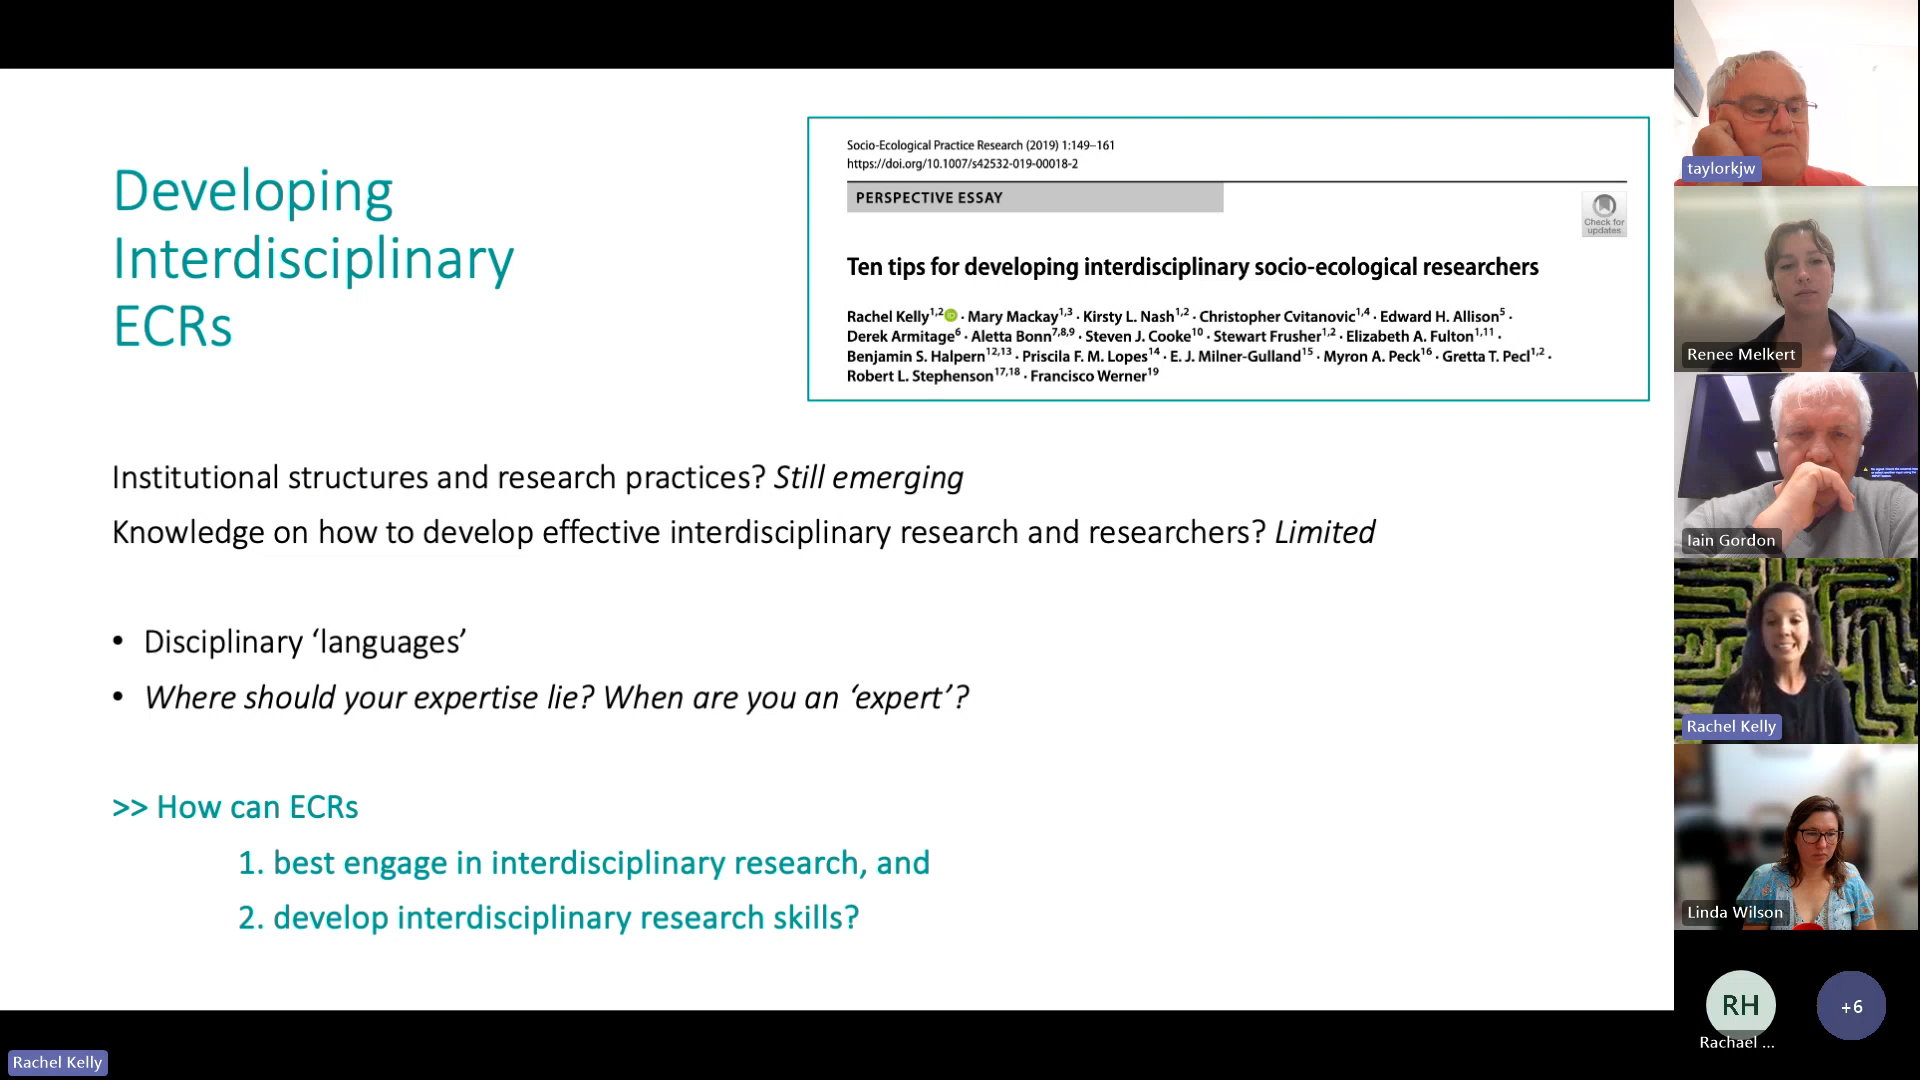 Developing
Interdisciplinary
ECRs
Socio-Ecological Practice Research (2019) 1:149–161
https://doi.org/10.1007/s42532-019-00018-2
PERSPECTIVE ESSAY
Check for
updates
Ten tips for developing interdisciplinary socio-ecological researchers
Rachel Kelly1,2 · Mary Mackay1,3 · Kirsty L. Nash1,2 · Christopher Cvitanovic1,4 · Edward H. Allison5 ·
Derek Armitage6 · Aletta Bonn7,8,9 · Steven J. Cooke10 · Stewart Frusher1,2 · Elizabeth A. Fulton1,11 ·
Benjamin S. Halpern12,13 · Priscila F. M. Lopes14 · E. J. Milner-Gulland15 · Myron A. Peck16 · Gretta T. Pecl1,2 ·
Robert L. Stephenson17,18 · Francisco Werner19
Institutional structures and research practices? Still emerging
Knowledge on how to develop effective interdisciplinary research and researchers? Limited
• Disciplinary ‘languages’
• Where should your expertise lie? When are you an ‘expert’?
>> How can ECRs
1. best engage in interdisciplinary research, and
2. develop interdisciplinary research skills?
taylorkjw
Renee Melkert
Iain Gordon
Rachel Kelly
Linda Wilson
RH
+6
Rachael ...
Rachel Kelly